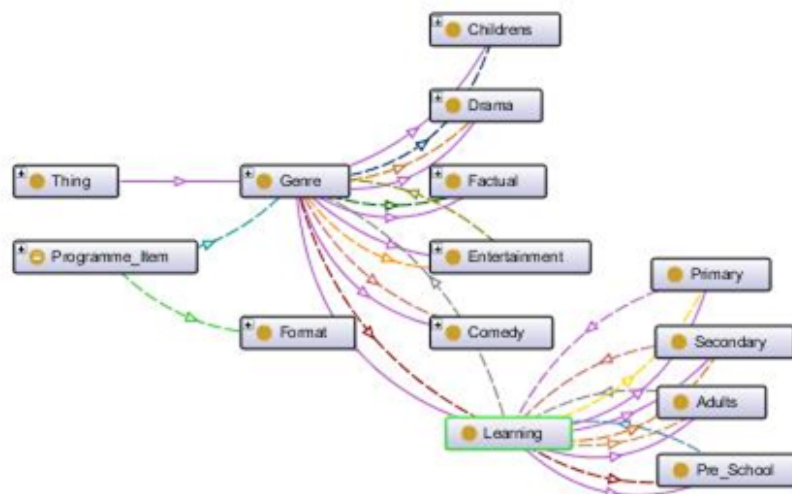 Childrens
Drama
Thing
Genre
Factual
Programme_Item
Entertainment
Primary
Format
Comedy
Secondary
Adults
Learning
Pre_School